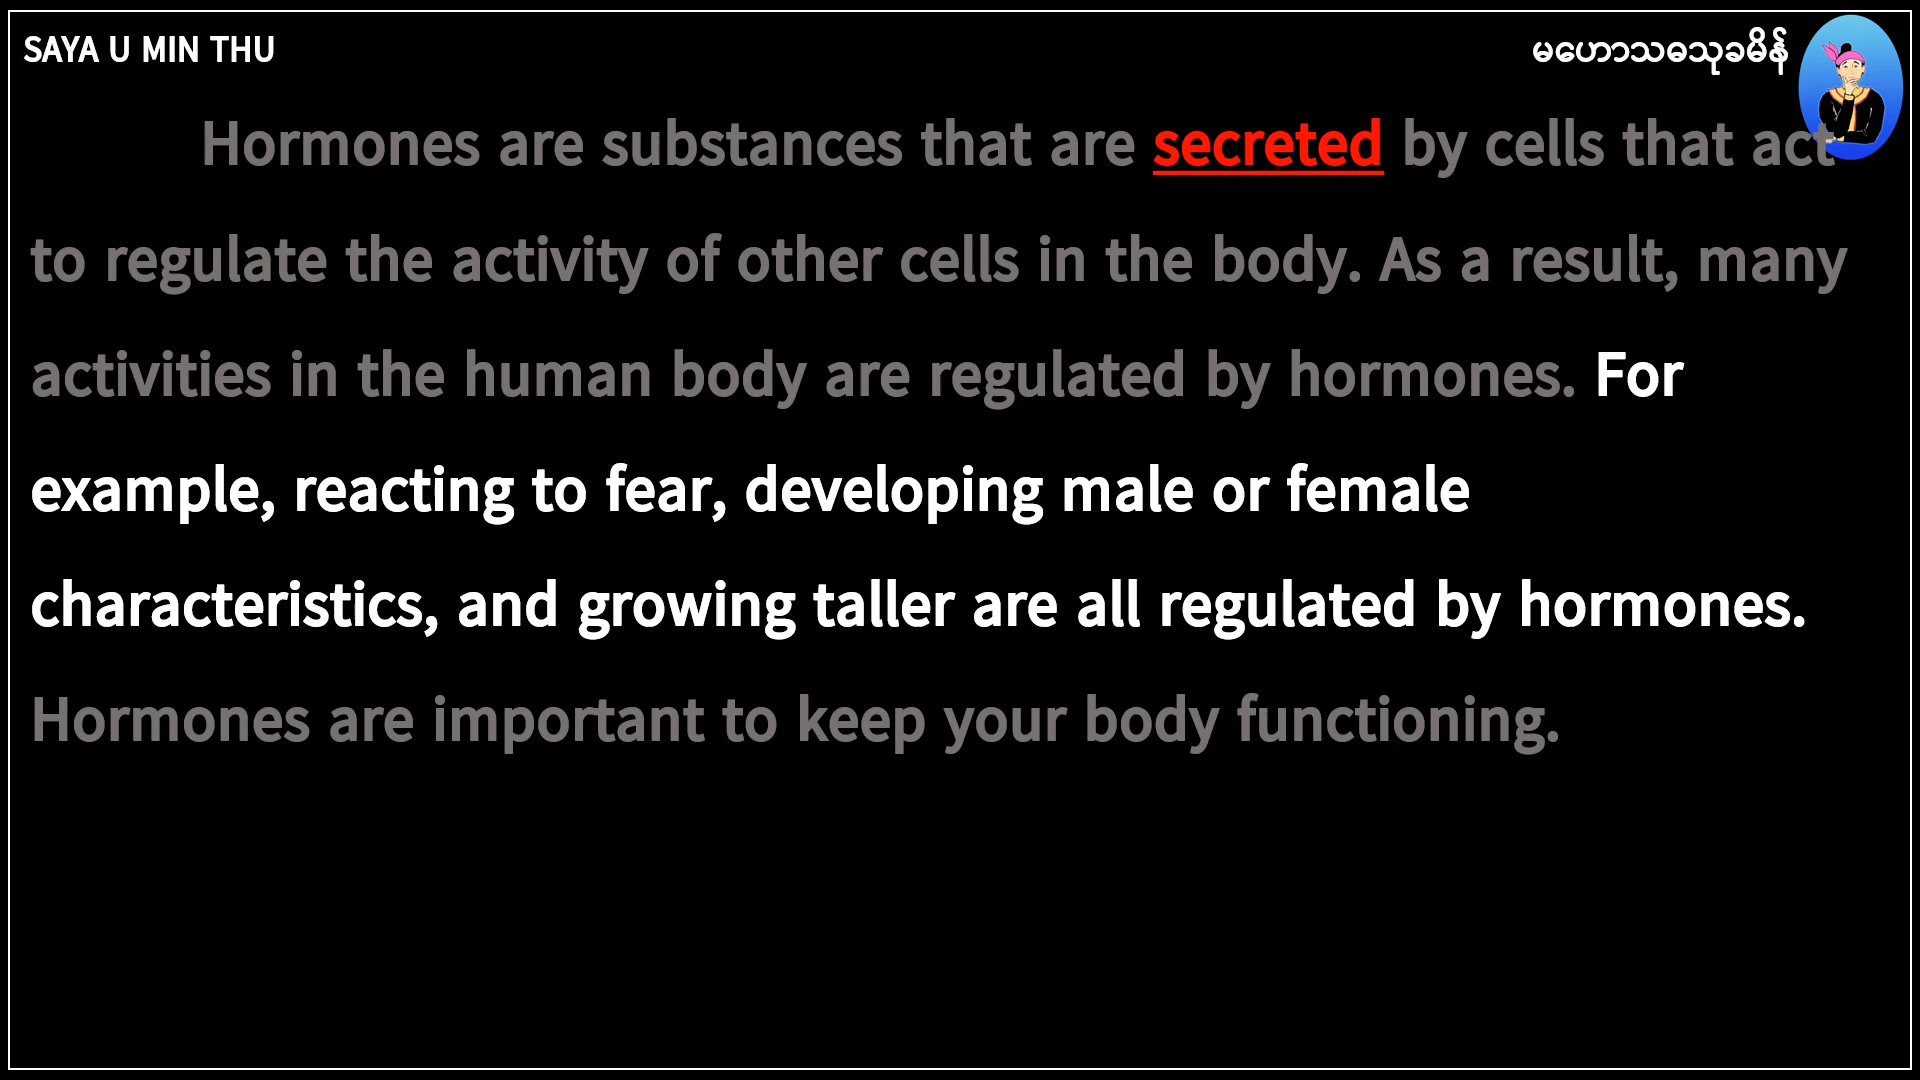 SAYA U MIN THU
မဟောသဓသုခမိန်
Hormones are substances that are secreted by cells that act
to regulate the activity of other cells in the body. As a result, many
activities in the human body are regulated by hormones. For
example, reacting to fear, developing male or female
characteristics, and growing taller are all regulated by hormones.
Hormones are important to keep your body functioning.